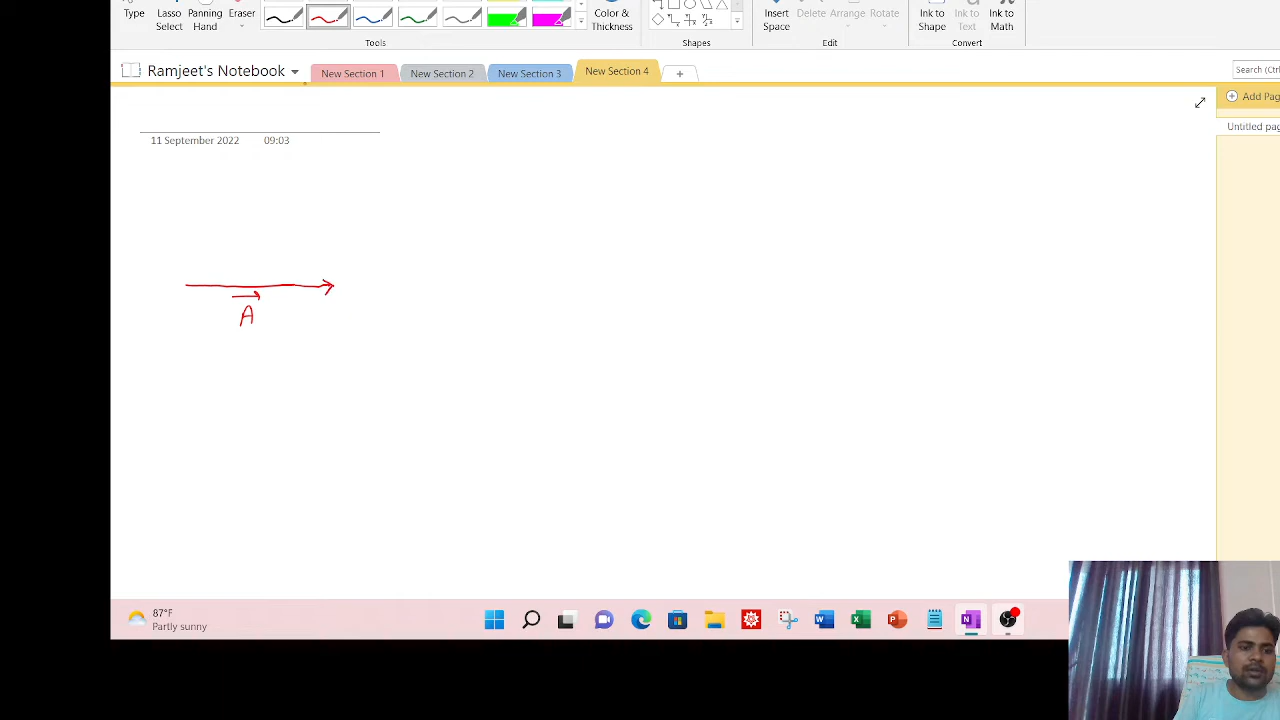 Type Lasso Select Panning Hand Eraser Color & Thickness Insert Space Delete Arrange Rotate Ink to Shape Ink to Text Ink to Math
Tools Shapes Edit Convert
Ramjeet's Notebook New Section 1 New Section 2 New Section 3 New Section 4 + Search (Ctrl
Add Pag
11 September 2022 09:03
Untitled pag
A
87°F
Partly sunny